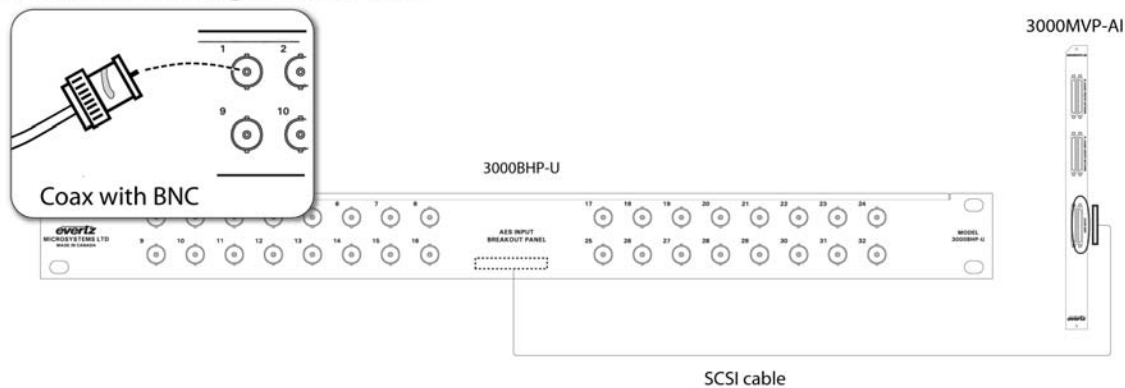 3000MVP-AI
1 2
9 10
Coax with BNC
3000BHP-U
6 7 8 17 18 19 20 21 22 23 24
evertz
MICROSYSTEMS LTD
MADE IN CANADA
AES INPUT
BREAKOUT PANEL
MODEL
3000BHP-U
9 10 11 12 13 14 15 16 25 26 27 28 29 30 31 32
evertz
SCSI cable